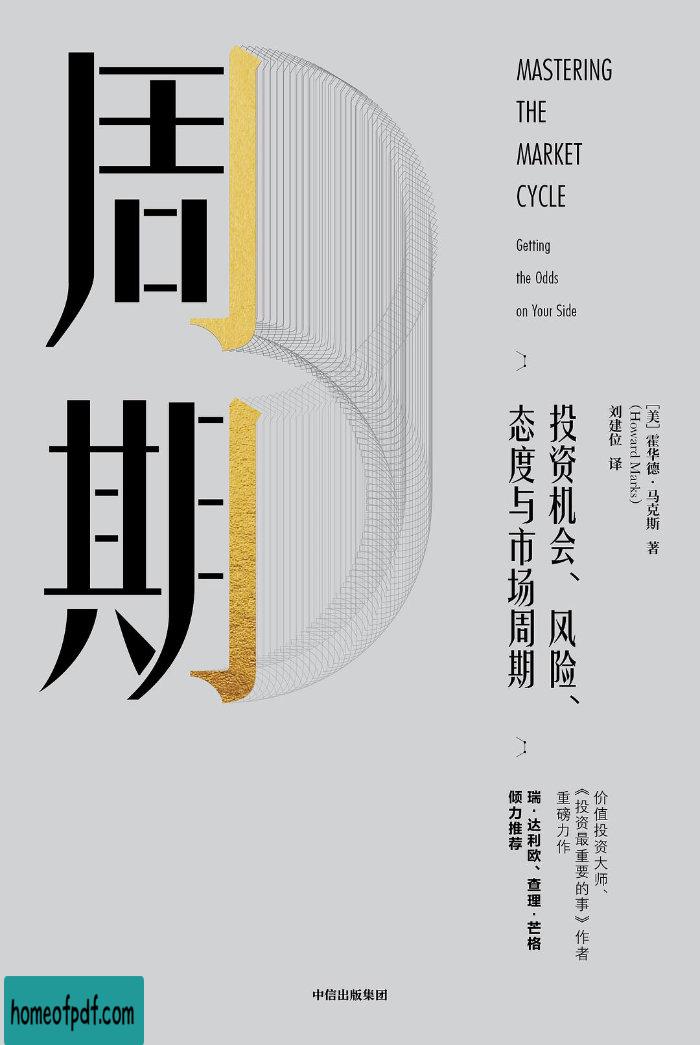 周期
MASTERING
THE
MARKET
CYCLE
Getting
the Odds
on Your Side
投资机会、风险、
态度与市场周期
[美] 霍华德·马克斯 著
(Howard Marks)
刘建位 译
价值投资大师、
《投资最重要的事》作者
重磅力作
瑞·达利欧、查理·芒格
倾力推荐
中信出版集团
homeofpdf.com